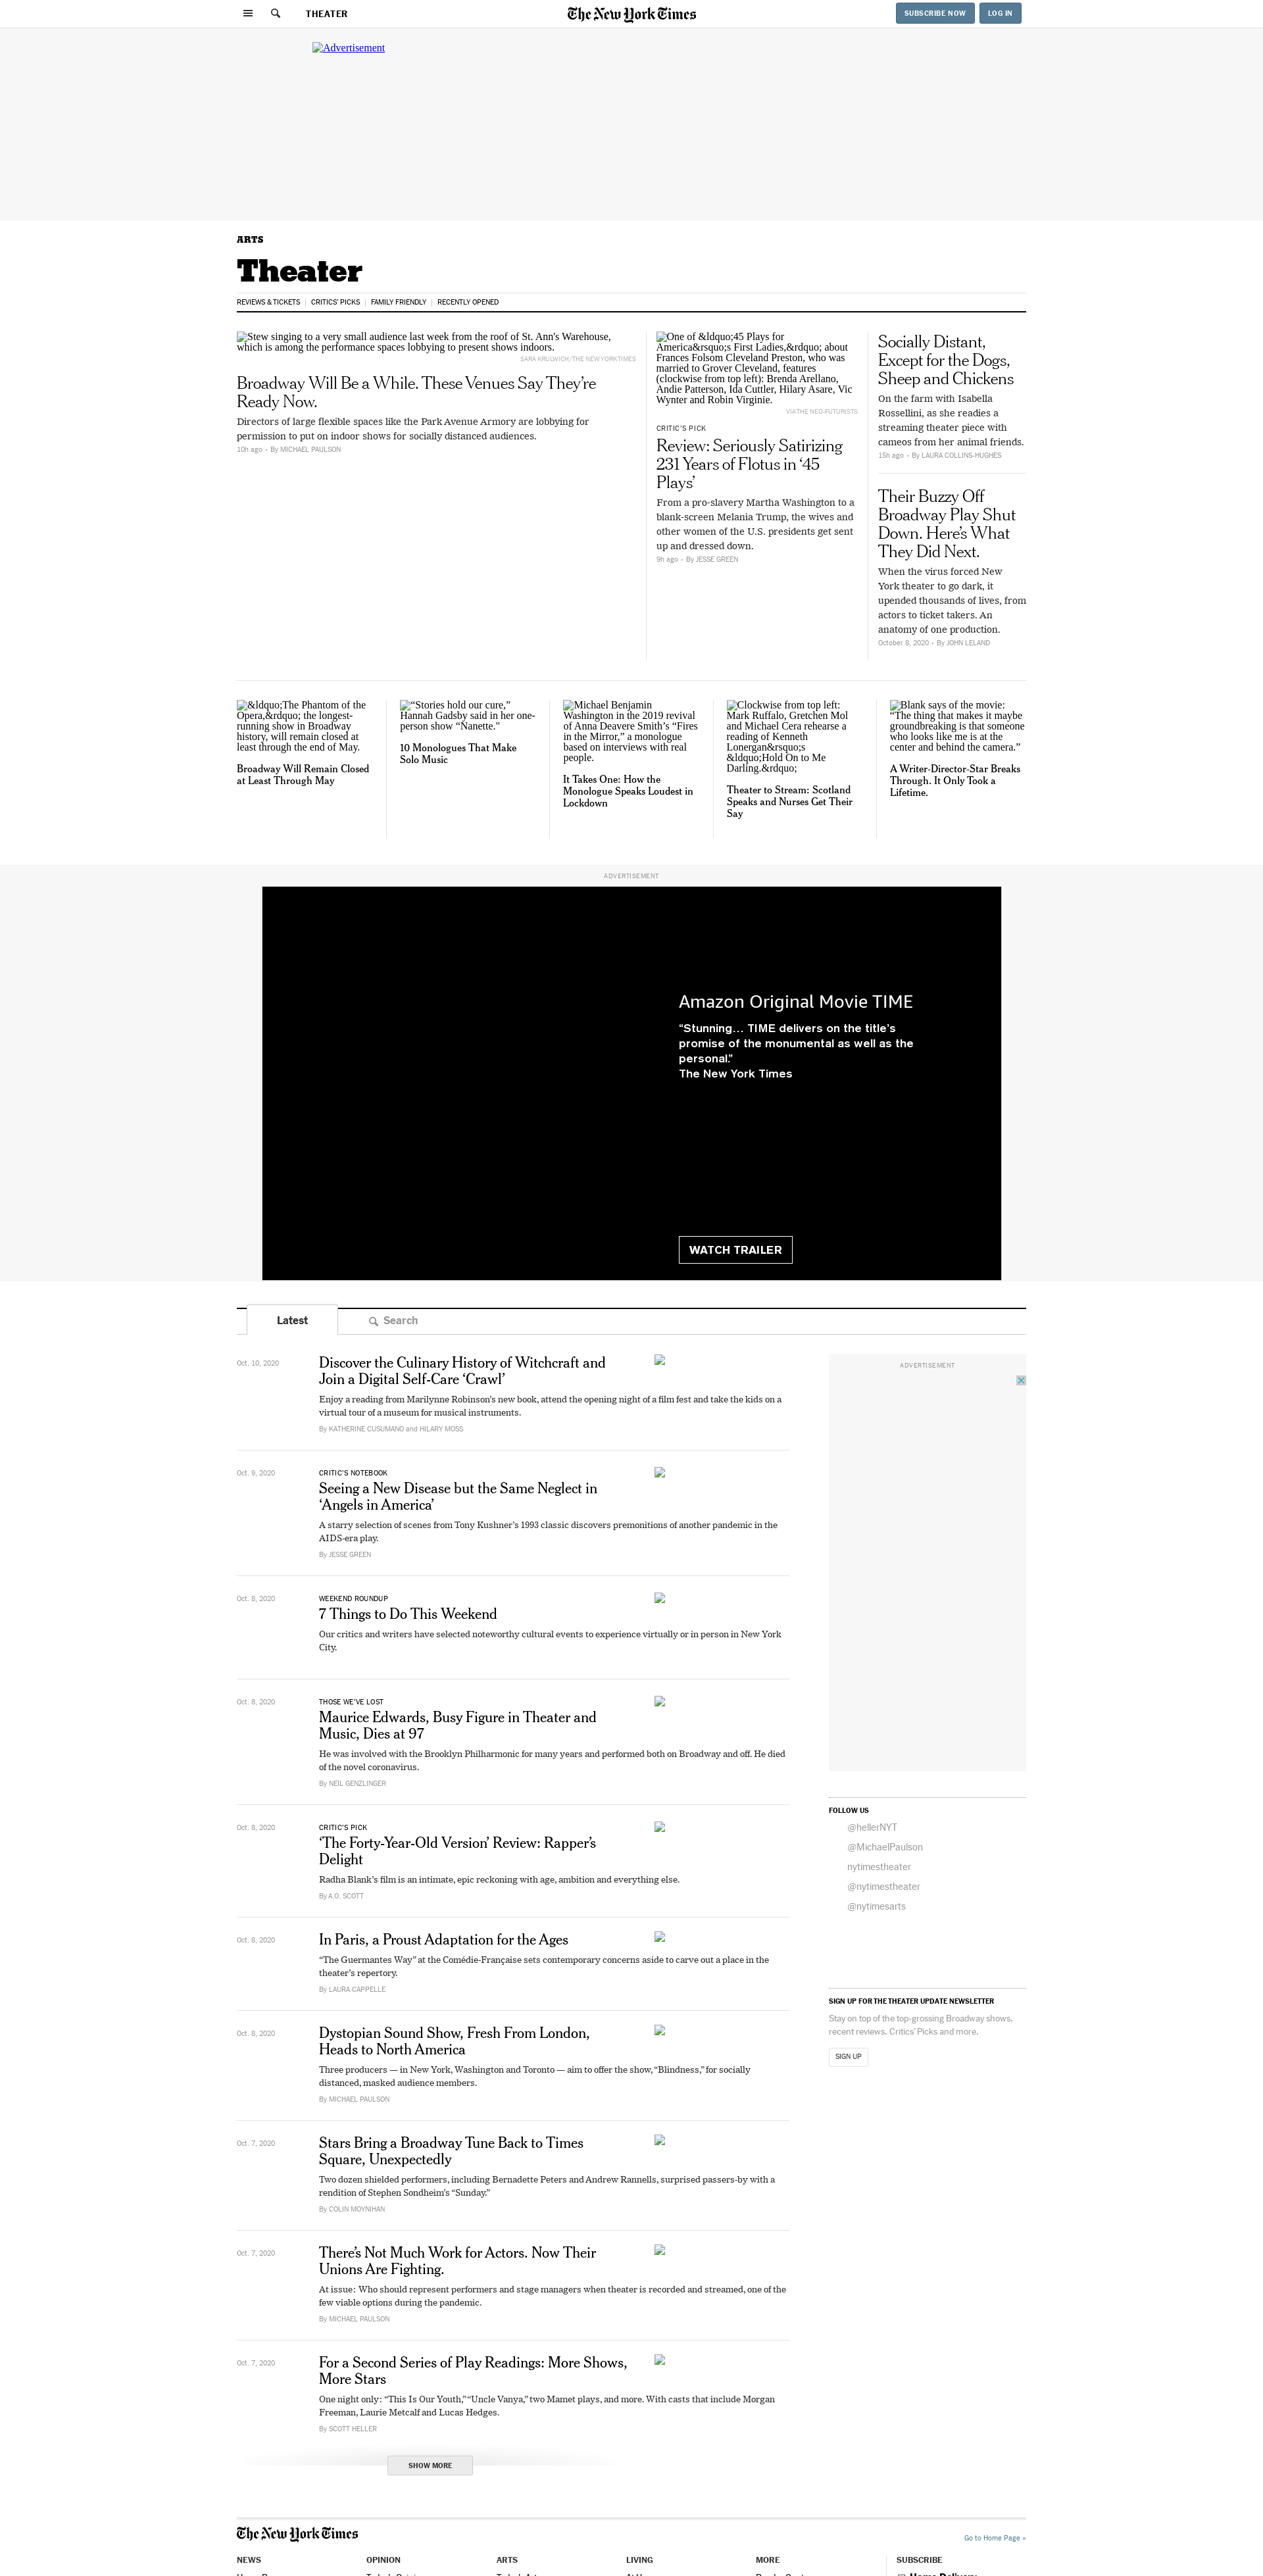 THEATER
The New York Times
SUBSCRIBE NOW
LOG IN
Advertisement
ARTS
Theater
REVIEWS & TICKETS
CRITICS' PICKS
FAMILY FRIENDLY
RECENTLY OPENED
Stew singing to a very small audience last week from the roof of St. Ann's Warehouse,
which is among the performance spaces lobbying to present shows indoors.
SARA KRULWICH/THE NEW YORK TIMES
Broadway Will Be a While. These Venues Say They’re
Ready Now.
Directors of large flexible spaces like the Park Avenue Armory are lobbying for
permission to put on indoor shows for socially distanced audiences.
10h ago • By MICHAEL PAULSON
One of &ldquo;45 Plays for
America&rsquo;s First Ladies,&rdquo; about
Frances Folsom Cleveland Preston, who was
married to Grover Cleveland, features
(clockwise from top left): Brenda Arellano,
Andie Patterson, Ida Cuttler, Hilary Asare, Vic
Wynter and Robin Virginie.
VIA THE NEO-FUTURISTS
CRITIC’S PICK
Review: Seriously Satirizing
231 Years of Flotus in ‘45
Plays’
From a pro-slavery Martha Washington to a
blank-screen Melania Trump, the wives and
other women of the U.S. presidents get sent
up and dressed down.
9h ago • By JESSE GREEN
Socially Distant,
Except for the Dogs,
Sheep and Chickens
On the farm with Isabella
Rossellini, as she readies a
streaming theater piece with
cameos from her animal friends.
15h ago • By LAURA COLLINS-HUGHES
Their Buzzy Off
Broadway Play Shut
Down. Here’s What
They Did Next.
When the virus forced New
York theater to go dark, it
upended thousands of lives, from
actors to ticket takers. An
anatomy of one production.
October 8, 2020 • By JOHN LELAND
&ldquo;The Phantom of the
Opera,&rdquo; the longest-
running show in Broadway
history, will remain closed at
least through the end of May.
Broadway Will Remain Closed
at Least Through May
“Stories hold our cure,”
Hannah Gadsby said in her one-
person show “Nanette."
10 Monologues That Make
Solo Music
Michael Benjamin
Washington in the 2019 revival
of Anna Deavere Smith’s “Fires
in the Mirror,” a monologue
based on interviews with real
people.
It Takes One: How the
Monologue Speaks Loudest in
Lockdown
Clockwise from top left:
Mark Ruffalo, Gretchen Mol
and Michael Cera rehearse a
reading of Kenneth
Lonergan&rsquo;s
&ldquo;Hold On to Me
Darling.&rdquo;
Theater to Stream: Scotland
Speaks and Nurses Get Their
Say
Blank says of the movie:
“The thing that makes it maybe
groundbreaking is that someone
who looks like me is at the
center and behind the camera.”
A Writer-Director-Star Breaks
Through. It Only Took a
Lifetime.
ADVERTISEMENT
Amazon Original Movie TIME
“Stunning… TIME delivers on the title’s
promise of the monumental as well as the
personal.”
The New York Times
WATCH TRAILER
Latest
Search
Oct. 10, 2020
Discover the Culinary History of Witchcraft and
Join a Digital Self-Care ‘Crawl’
Enjoy a reading from Marilynne Robinson’s new book, attend the opening night of a film fest and take the kids on a
virtual tour of a museum for musical instruments.
By KATHERINE CUSUMANO and HILARY MOSS
Oct. 9, 2020
CRITIC’S NOTEBOOK
Seeing a New Disease but the Same Neglect in
‘Angels in America’
A starry selection of scenes from Tony Kushner’s 1993 classic discovers premonitions of another pandemic in the
AIDS-era play.
By JESSE GREEN
Oct. 8, 2020
WEEKEND ROUNDUP
7 Things to Do This Weekend
Our critics and writers have selected noteworthy cultural events to experience virtually or in person in New York
City.
Oct. 8, 2020
THOSE WE’VE LOST
Maurice Edwards, Busy Figure in Theater and
Music, Dies at 97
He was involved with the Brooklyn Philharmonic for many years and performed both on Broadway and off. He died
of the novel coronavirus.
By NEIL GENZLINGER
Oct. 8, 2020
CRITIC’S PICK
‘The Forty-Year-Old Version’ Review: Rapper’s
Delight
Radha Blank’s film is an intimate, epic reckoning with age, ambition and everything else.
By A.O. SCOTT
Oct. 8, 2020
In Paris, a Proust Adaptation for the Ages
“The Guermantes Way” at the Comédie-Française sets contemporary concerns aside to carve out a place in the
theater’s repertory.
By LAURA CAPPELLE
Oct. 8, 2020
Dystopian Sound Show, Fresh From London,
Heads to North America
Three producers — in New York, Washington and Toronto — aim to offer the show, “Blindness,” for socially
distanced, masked audience members.
By MICHAEL PAULSON
Oct. 7, 2020
Stars Bring a Broadway Tune Back to Times
Square, Unexpectedly
Two dozen shielded performers, including Bernadette Peters and Andrew Rannells, surprised passers-by with a
rendition of Stephen Sondheim’s “Sunday.”
By COLIN MOYNIHAN
Oct. 7, 2020
There’s Not Much Work for Actors. Now Their
Unions Are Fighting.
At issue: Who should represent performers and stage managers when theater is recorded and streamed, one of the
few viable options during the pandemic.
By MICHAEL PAULSON
Oct. 7, 2020
For a Second Series of Play Readings: More Shows,
More Stars
One night only: “This Is Our Youth,” “Uncle Vanya,” two Mamet plays, and more. With casts that include Morgan
Freeman, Laurie Metcalf and Lucas Hedges.
By SCOTT HELLER
SHOW MORE
ADVERTISEMENT
FOLLOW US
@hellerNYT
@MichaelPaulson
nytimestheater
@nytimestheater
@nytimesarts
SIGN UP FOR THE THEATER UPDATE NEWSLETTER
Stay on top of the top-grossing Broadway shows,
recent reviews, Critics’ Picks and more.
SIGN UP
The New York Times
Go to Home Page »
NEWS
OPINION
ARTS
LIVING
MORE
SUBSCRIBE